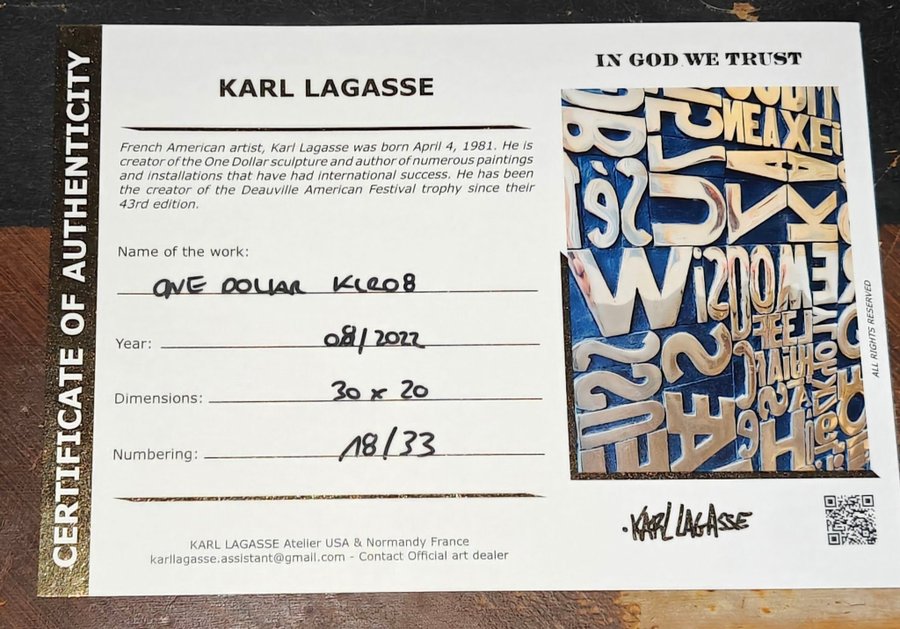 CERTIFICATE OF AUTHENTICITY
KARL LAGASSE
French American artist, Karl Lagasse was born April 4, 1981. He is
creator of the One Dollar sculpture and author of numerous paintings
and installations that have had international success. He has been
the creator of the Deauville American Festival trophy since their
43rd edition.
Name of the work:
ONE DOLLAR KLR08
Year: 08/2022
Dimensions: 30 x 20
Numbering: 18/33
KARL LAGASSE Atelier USA & Normandy France
karllagasse.assistant@gmail.com - Contact Official art dealer
IN GOD WE TRUST
WisDOM
ALL RIGHTS RESERVED
KARL LAGASSE